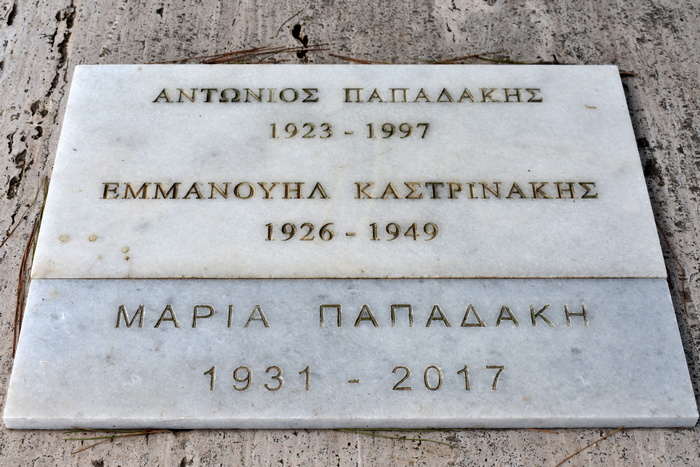 ΑΝΤΩΝΙΟΣ ΠΑΠΑΔΑΚΗΣ
1923 - 1997
ΕΜΜΑΝΟΥΗΛ ΚΑΣΤΡΙΝΑΚΗΣ
1926 - 1949
ΜΑΡΙΑ ΠΑΠΑΔΑΚΗ
1931 - 2017